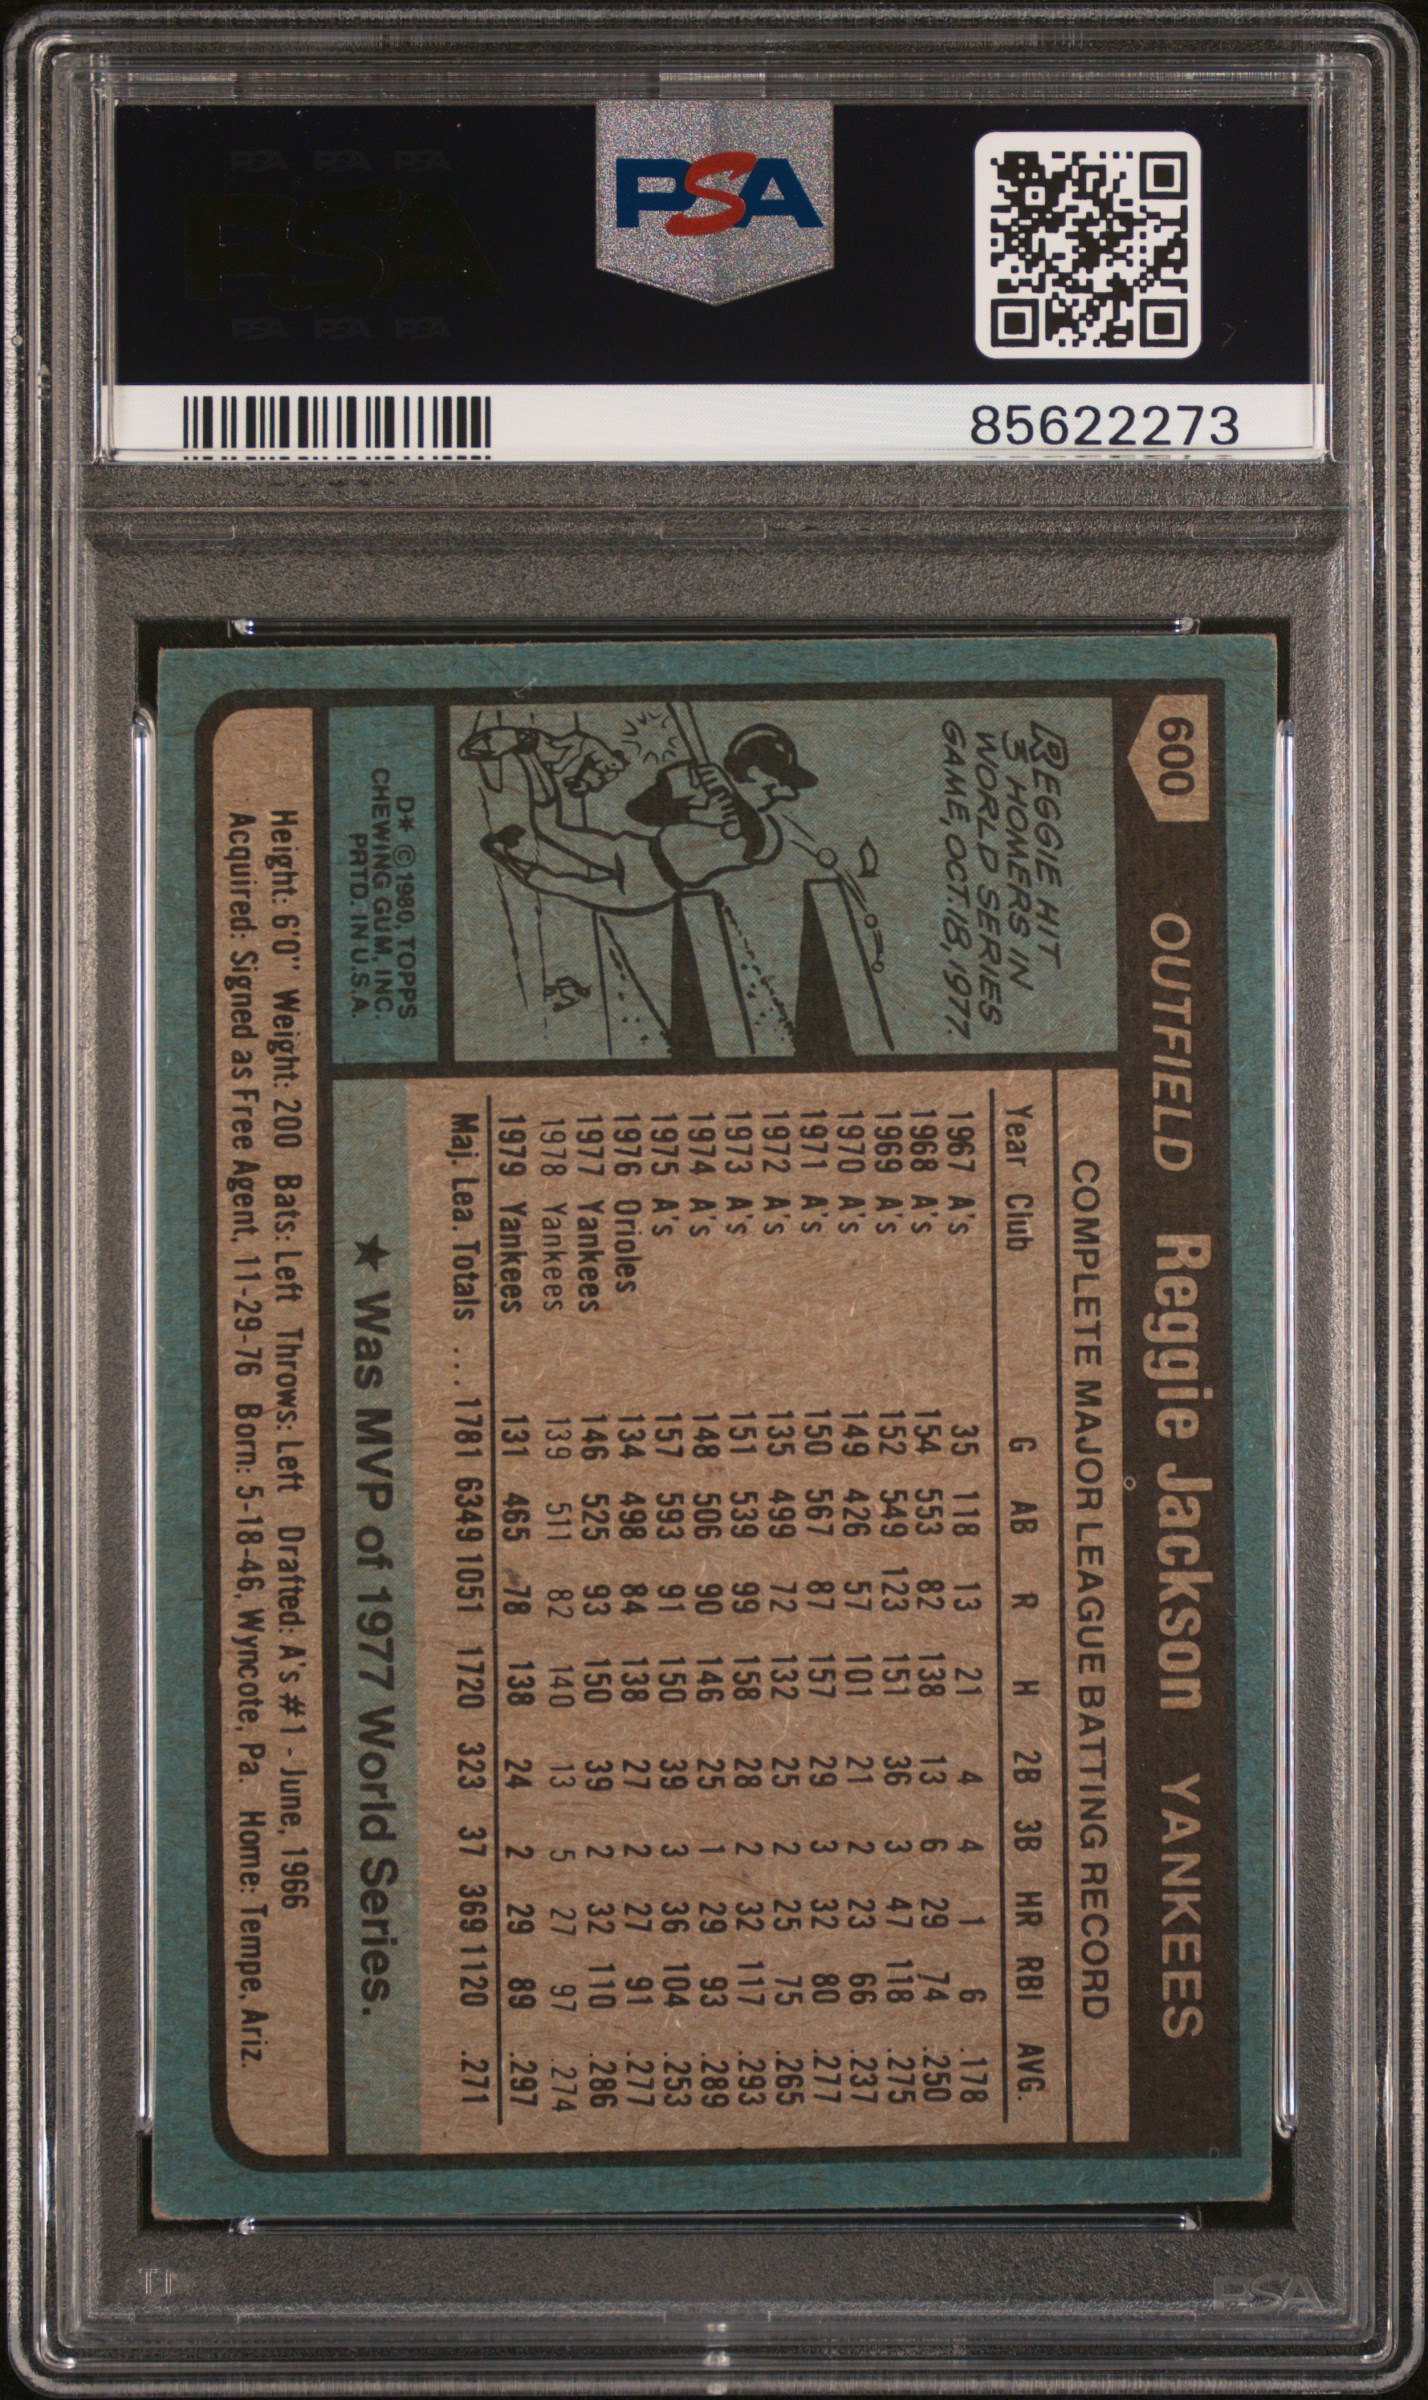 PSA PSA PSA
PSA
PSA PSA PSA
PSA
85622273
600 OUTFIELD Reggie Jackson YANKEES
REGGIE HIT
3 HOMERS IN
WORLD SERIES
GAME, OCT. 18, 1977.
D* © 1980, TOPPS
CHEWING GUM, INC.
PRTD. IN U.S.A.
COMPLETE MAJOR LEAGUE BATTING RECORD
Year Club G AB R H 2B 3B HR RBI AVG.
1967 A's 35 118 13 21 4 4 1 6 .178
1968 A's 154 553 82 138 13 6 29 74 .250
1969 A's 152 549 123 151 36 3 47 118 .275
1970 A's 149 426 57 101 21 2 23 66 .237
1971 A's 150 567 87 157 29 3 32 80 .277
1972 A's 135 499 72 132 25 2 25 75 .265
1973 A's 151 539 99 158 28 2 32 117 .293
1974 A's 148 506 90 146 25 1 29 93 .289
1975 A's 157 593 91 150 39 3 36 104 .253
1976 Orioles 134 498 84 138 27 2 27 91 .277
1977 Yankees 146 525 93 150 39 2 32 110 .286
1978 Yankees 139 511 82 140 13 5 27 97 .274
1979 Yankees 131 465 78 138 24 2 29 89 .297
Maj. Lea. Totals ... 1781 6349 1051 1720 323 37 369 1120 .271
★ Was MVP of 1977 World Series.
Height: 6'0" Weight: 200 Bats: Left Throws: Left Drafted: A's #1 - June, 1966
Acquired: Signed as Free Agent, 11-29-76 Born: 5-18-46, Wyncote, Pa. Home: Tempe, Ariz.
PSA